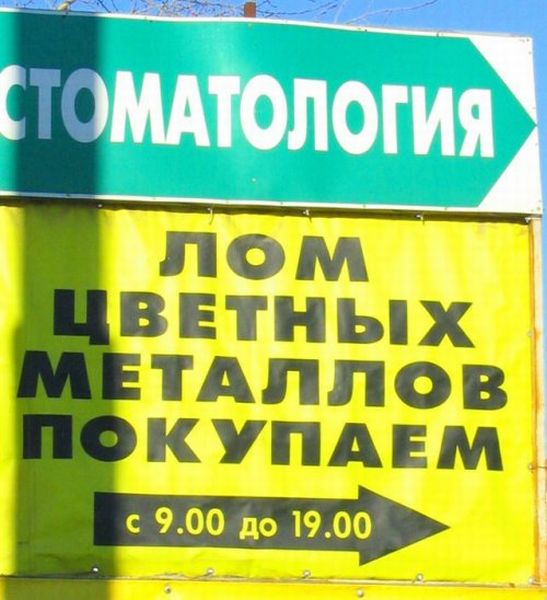 СТОМАТОЛОГИЯ
ЛОМ
ЦВЕТНЫХ
МЕТАЛЛОВ
ПОКУПАЕМ
с 9.00 до 19.00